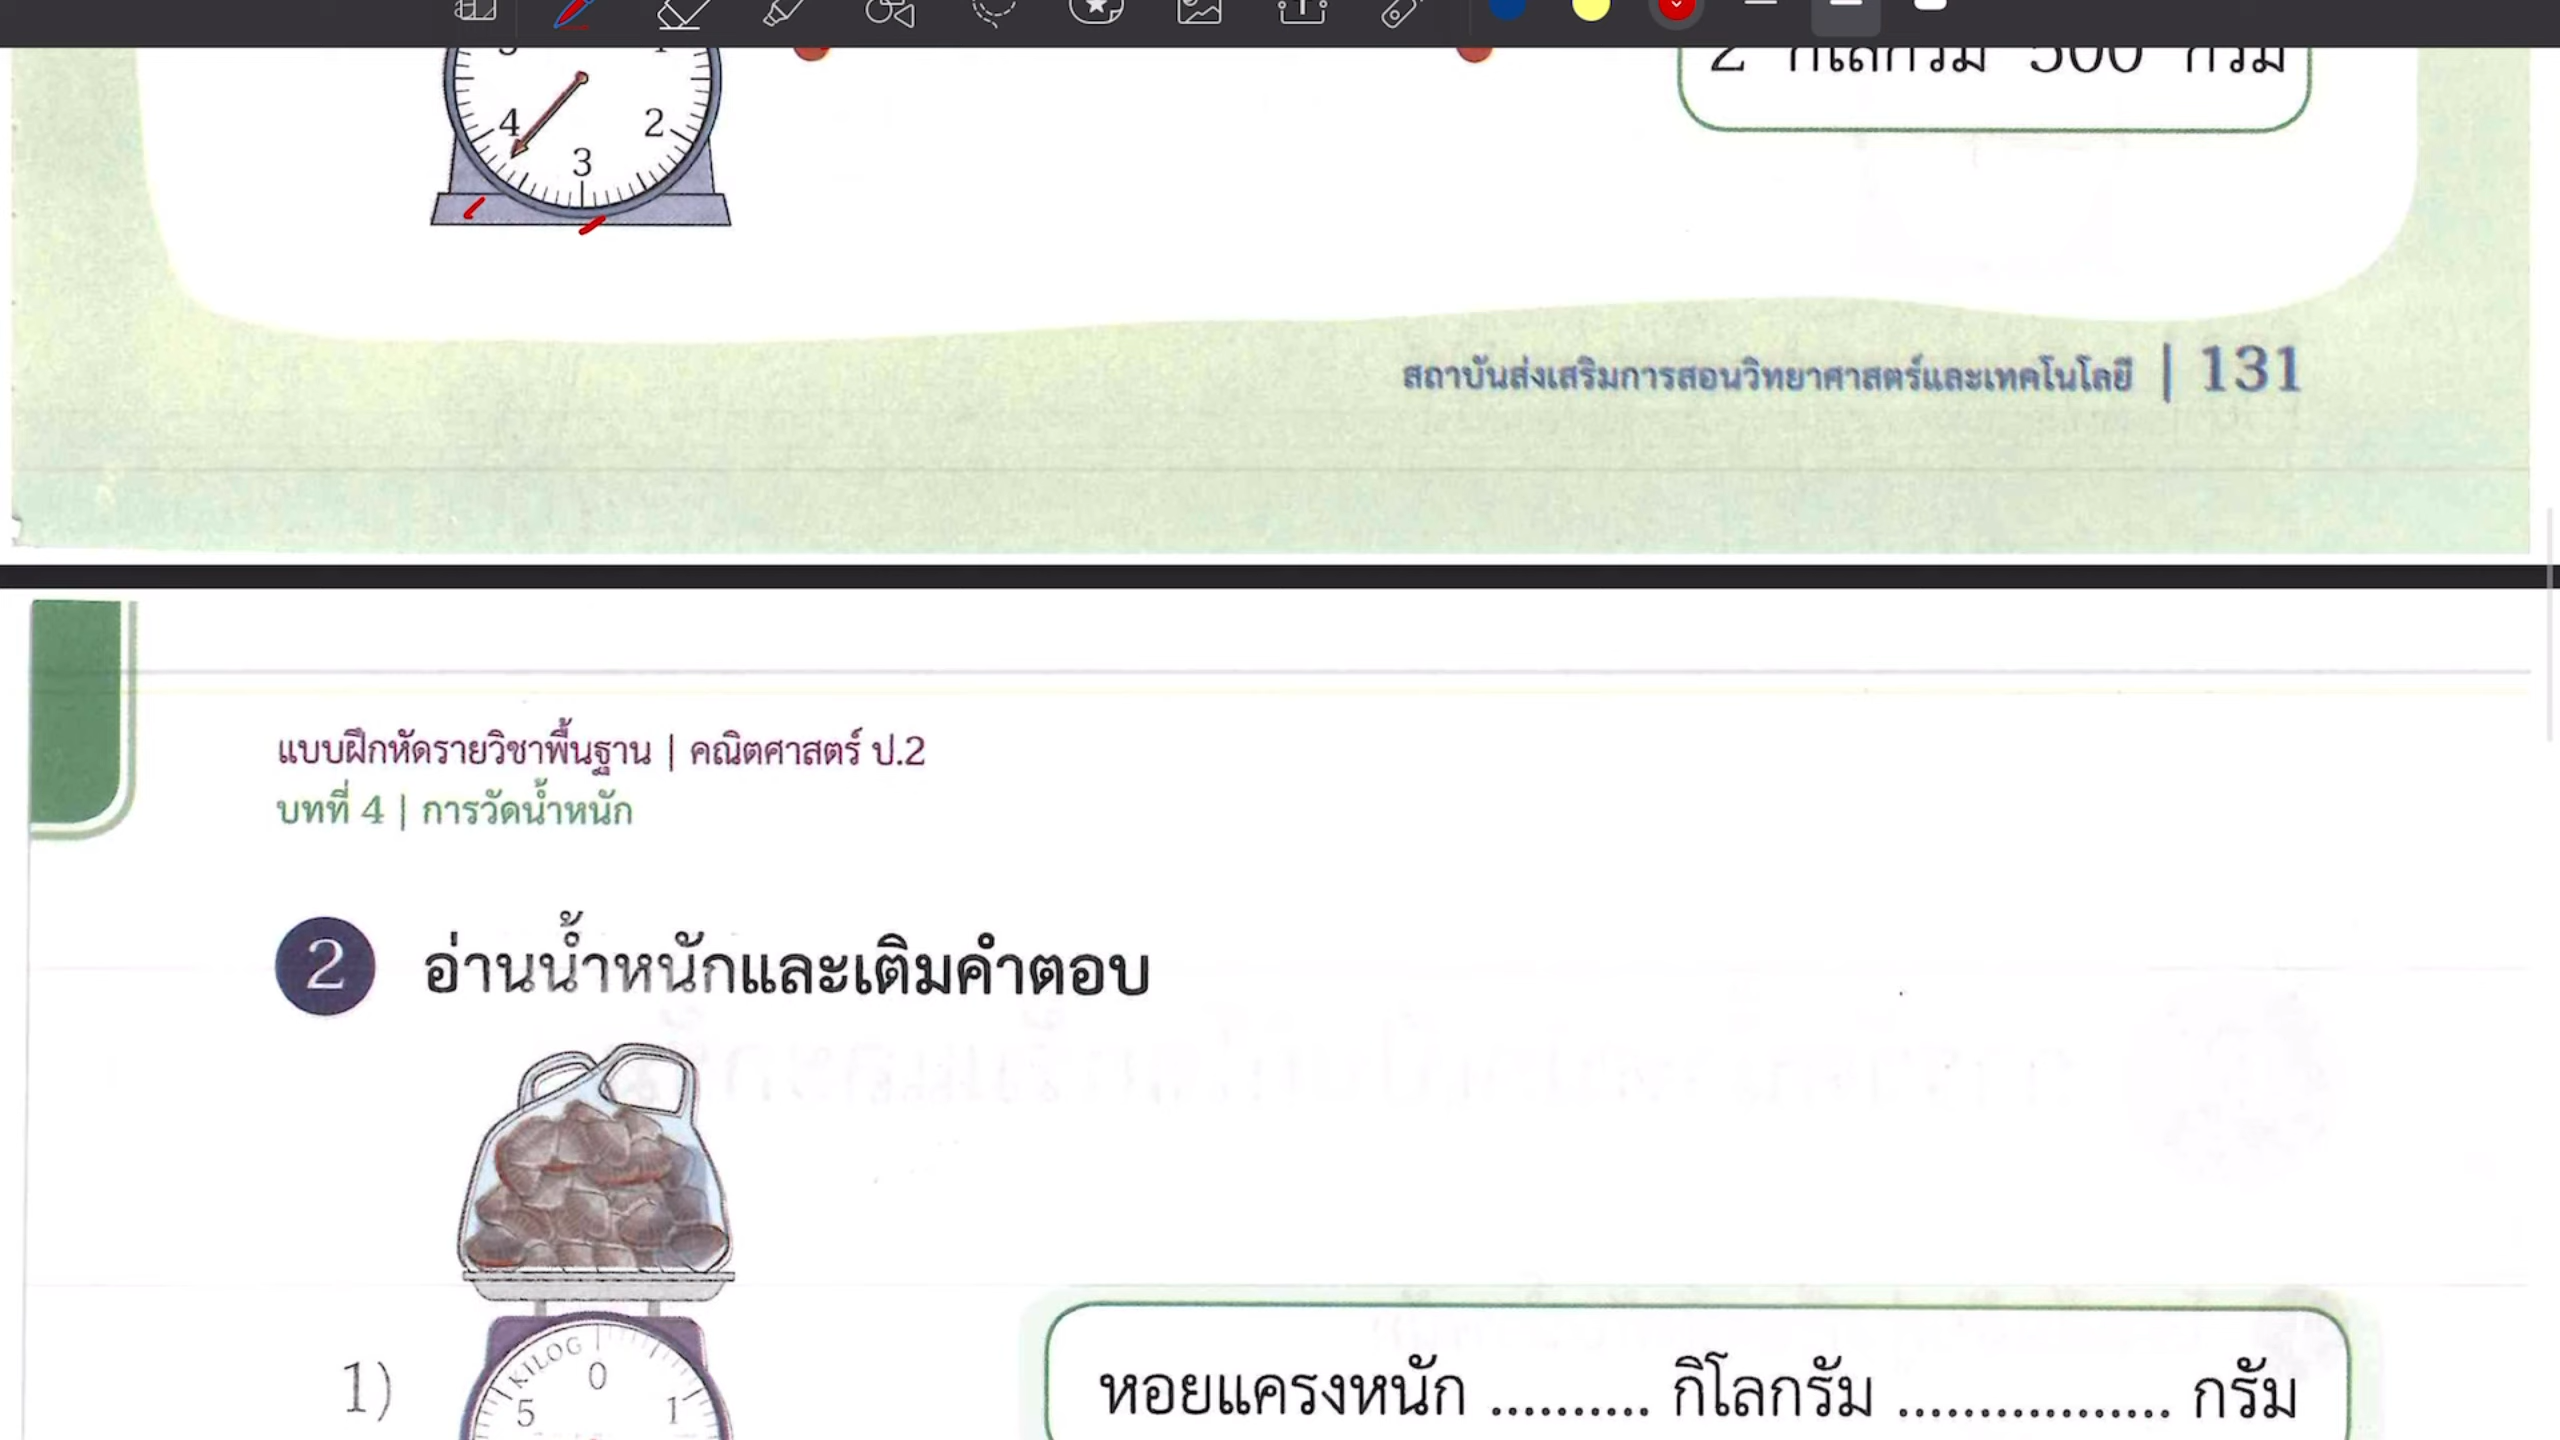 5 1
4 2
3
2 กิโลกรัม 500 กรัม
สถาบันส่งเสริมการสอนวิทยาศาสตร์และเทคโนโลยี | 131
แบบฝึกหัดรายวิชาพื้นฐาน | คณิตศาสตร์ ป.2
บทที่ 4 | การวัดน้ำหนัก
2 อ่านน้ำหนักและเติมคำตอบ
1)
KILOG
0
5 1
หอยแครงหนัก .......... กิโลกรัม ................. กรัม